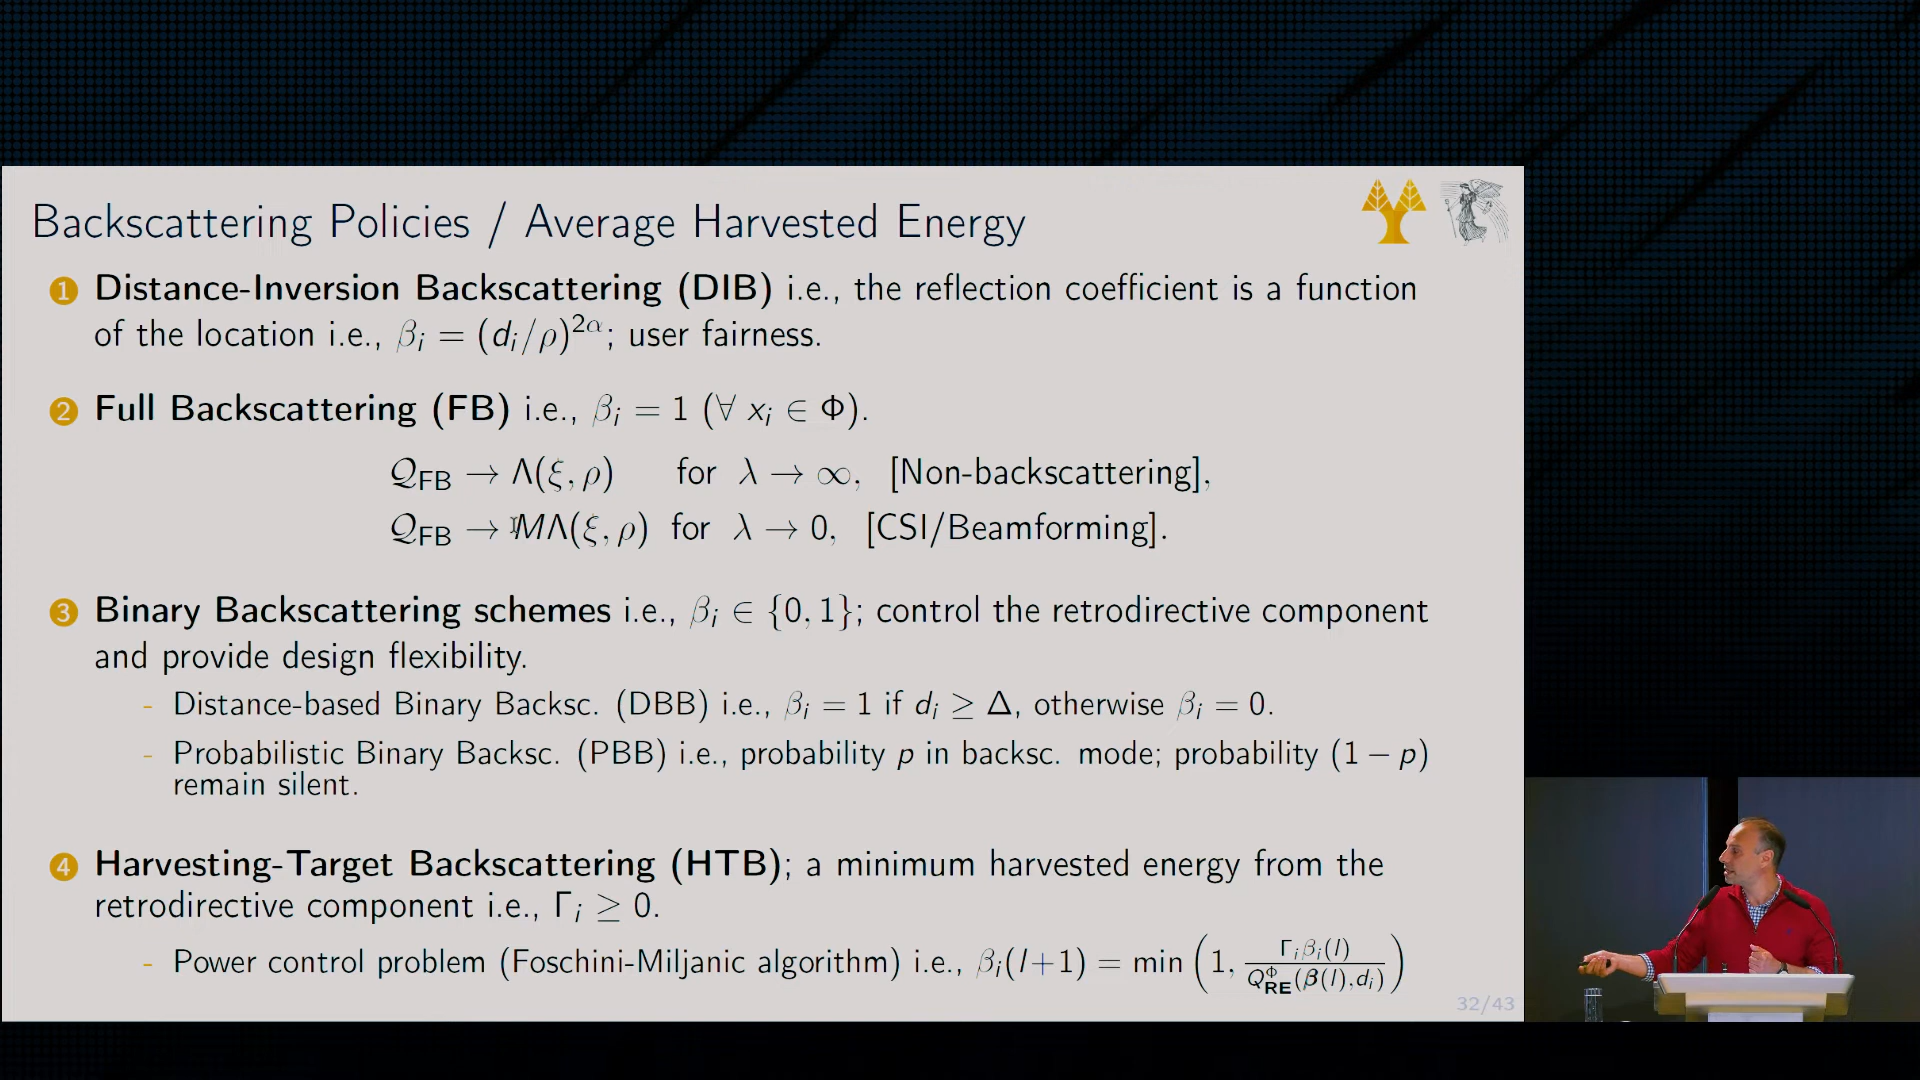 Backscattering Policies / Average Harvested Energy
1 Distance-Inversion Backscattering (DIB) i.e., the reflection coefficient is a function
of the location i.e., βᵢ = (dᵢ/ρ)²ᵅ; user fairness.
2 Full Backscattering (FB) i.e., βᵢ = 1 (∀ xᵢ ∈ Φ).
𝒬_FB → Λ(ξ, ρ) for λ → ∞, [Non-backscattering],
𝒬_FB → MΛ(ξ, ρ) for λ → 0, [CSI/Beamforming].
3 Binary Backscattering schemes i.e., βᵢ ∈ {0, 1}; control the retrodirective component
and provide design flexibility.
- Distance-based Binary Backsc. (DBB) i.e., βᵢ = 1 if dᵢ ≥ Δ, otherwise βᵢ = 0.
- Probabilistic Binary Backsc. (PBB) i.e., probability p in backsc. mode; probability (1 − p)
remain silent.
4 Harvesting-Target Backscattering (HTB); a minimum harvested energy from the
retrodirective component i.e., Γᵢ ≥ 0.
- Power control problem (Foschini-Miljanic algorithm) i.e., βᵢ(l+1) = min(1, Γᵢβᵢ(l) / Q^Φ_RE(β(l),dᵢ))
32/43